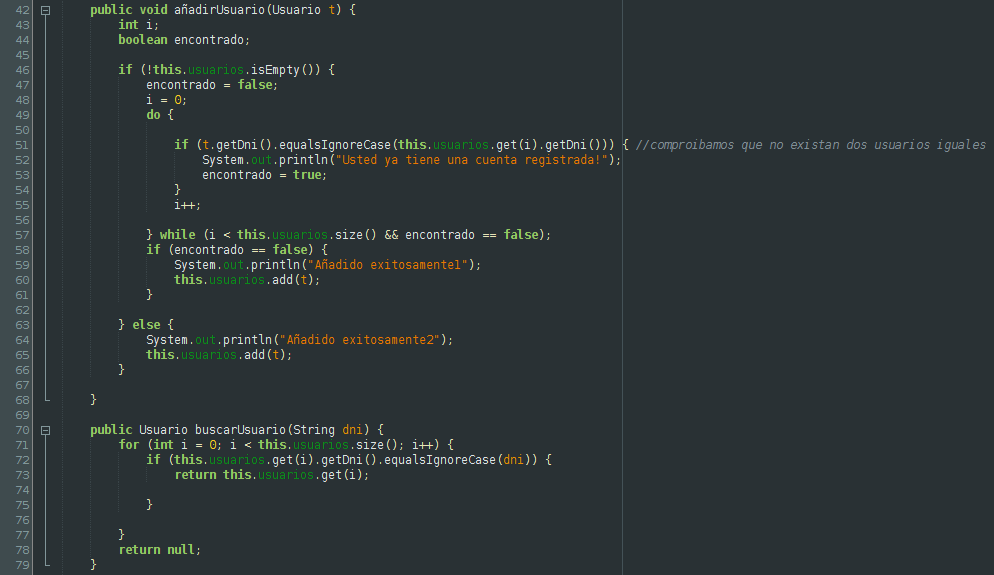 42 public void añadirUsuario(Usuario t) {
43 int i;
44 boolean encontrado;
45
46 if (!this.usuarios.isEmpty()) {
47 encontrado = false;
48 i = 0;
49 do {
50
51 if (t.getDni().equalsIgnoreCase(this.usuarios.get(i).getDni())) { //comproibamos que no existan dos usuarios iguales
52 System.out.println("Usted ya tiene una cuenta registrada!");
53 encontrado = true;
54 }
55 i++;
56
57 } while (i < this.usuarios.size() && encontrado == false);
58 if (encontrado == false) {
59 System.out.println("Añadido exitosamente1");
60 this.usuarios.add(t);
61 }
62
63 } else {
64 System.out.println("Añadido exitosamente2");
65 this.usuarios.add(t);
66 }
67
68 }
69
70 public Usuario buscarUsuario(String dni) {
71 for (int i = 0; i < this.usuarios.size(); i++) {
72 if (this.usuarios.get(i).getDni().equalsIgnoreCase(dni)) {
73 return this.usuarios.get(i);
74
75 }
76
77 }
78 return null;
79 }